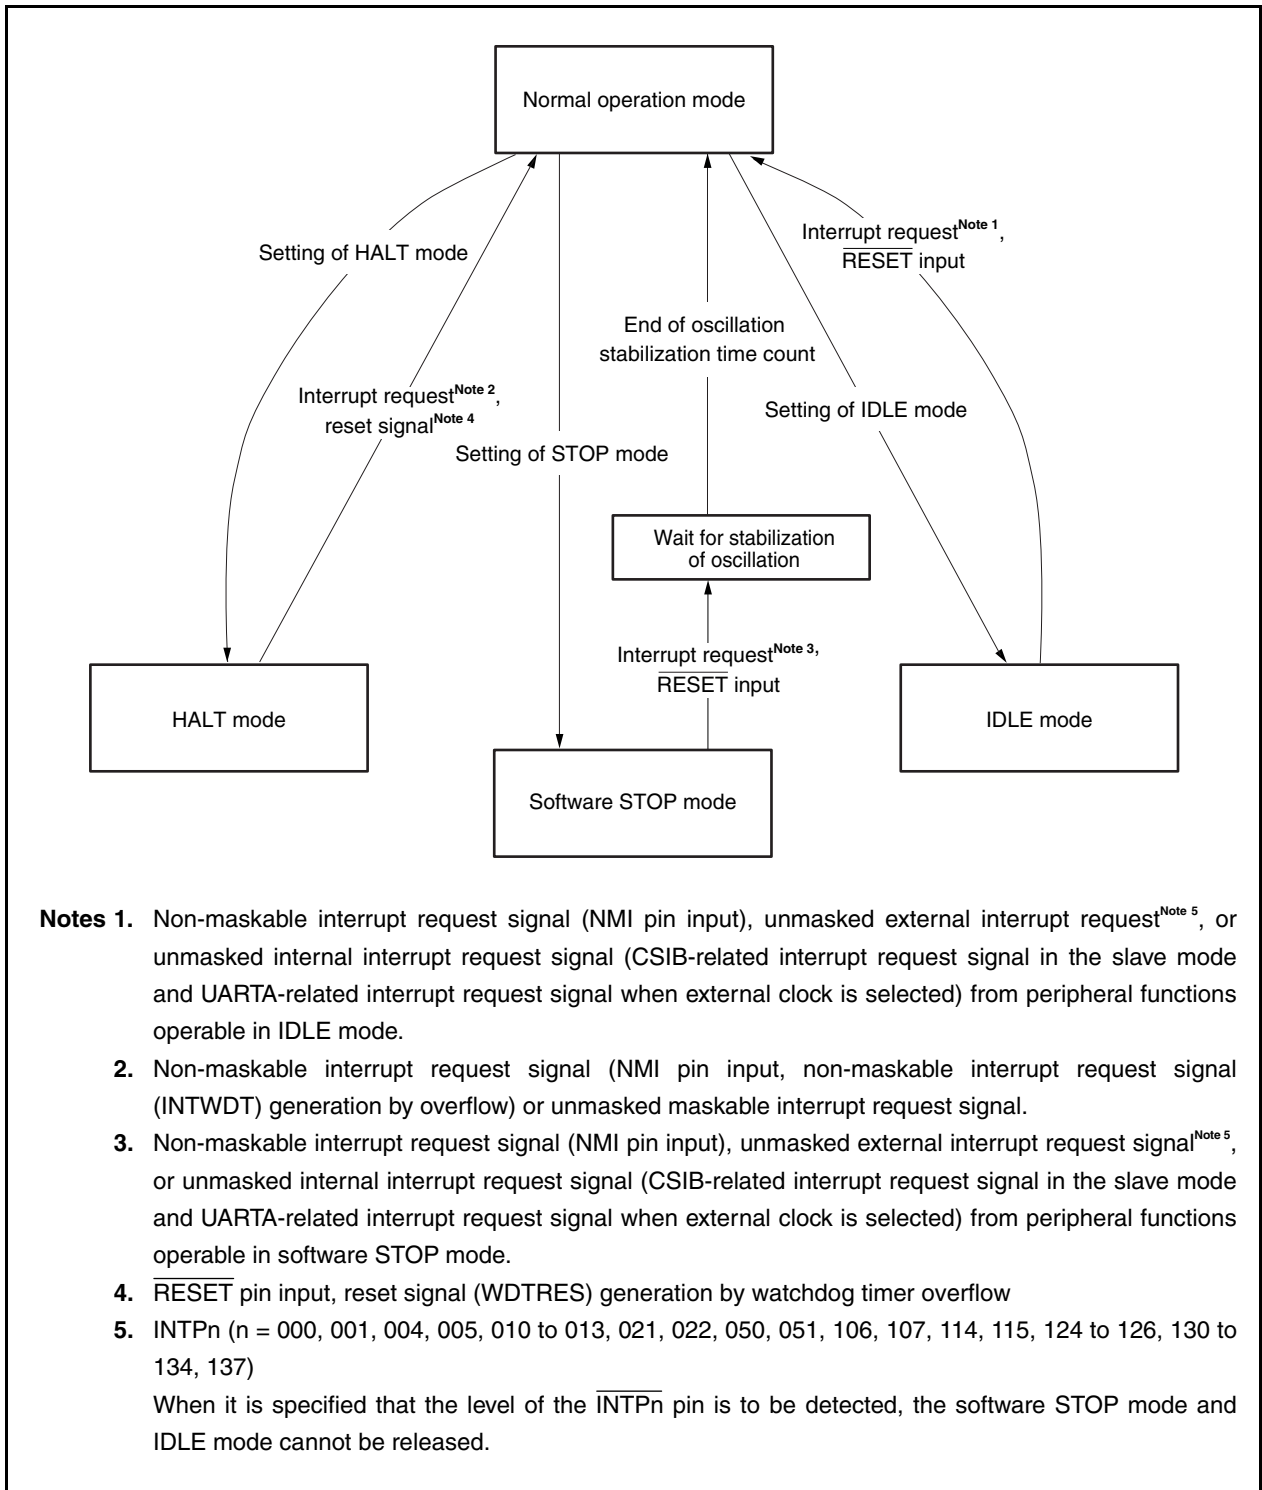 Normal operation mode
Setting of HALT mode
Interrupt requestNote 1,
RESET input
End of oscillation
stabilization time count
Interrupt requestNote 2,
reset signalNote 4
Setting of IDLE mode
Setting of STOP mode
Wait for stabilization
of oscillation
Interrupt requestNote 3,
RESET input
HALT mode
IDLE mode
Software STOP mode
Notes 1. Non-maskable interrupt request signal (NMI pin input), unmasked external interrupt requestNote 5, or
unmasked internal interrupt request signal (CSIB-related interrupt request signal in the slave mode
and UARTA-related interrupt request signal when external clock is selected) from peripheral functions
operable in IDLE mode.
2. Non-maskable interrupt request signal (NMI pin input, non-maskable interrupt request signal
(INTWDT) generation by overflow) or unmasked maskable interrupt request signal.
3. Non-maskable interrupt request signal (NMI pin input), unmasked external interrupt request signalNote 5,
or unmasked internal interrupt request signal (CSIB-related interrupt request signal in the slave mode
and UARTA-related interrupt request signal when external clock is selected) from peripheral functions
operable in software STOP mode.
4. RESET pin input, reset signal (WDTRES) generation by watchdog timer overflow
5. INTPn (n = 000, 001, 004, 005, 010 to 013, 021, 022, 050, 051, 106, 107, 114, 115, 124 to 126, 130 to
134, 137)
When it is specified that the level of the INTPn pin is to be detected, the software STOP mode and
IDLE mode cannot be released.